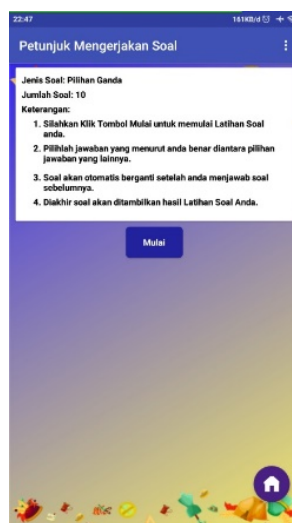 22:47 161KB/d
Petunjuk Mengerjakan Soal
Jenis Soal: Pilihan Ganda
Jumlah Soal: 10
Keterangan:
1. Silahkan Klik Tombol Mulai untuk memulai Latihan Soal
anda.
2. Pilihlah jawaban yang menurut anda benar diantara pilihan
jawaban yang lainnya.
3. Soal akan otomatis berganti setelah anda menjawab soal
sebelumnya.
4. Diakhir soal akan ditambilkan hasil Latihan Soal Anda.
Mulai